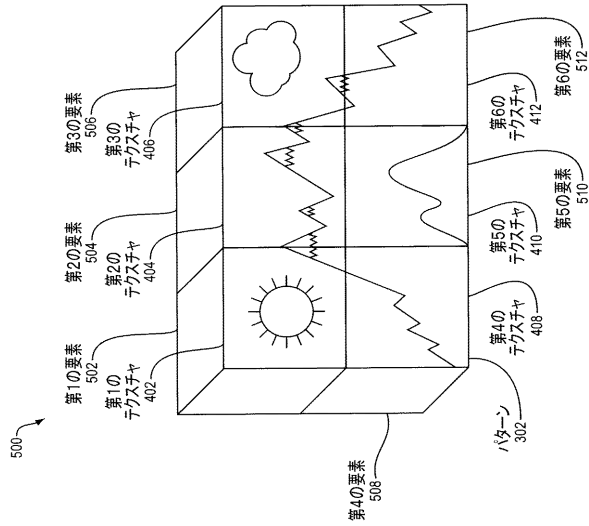 500
第1の要素
502
第2の要素
504
第3の要素
506
第1の
テクスチャ
402
第2の
テクスチャ
404
第3の
テクスチャ
406
第4の要素
508
パターン
302
第4の
テクスチャ
408
第5の
テクスチャ
410
第5の要素
510
第6の
テクスチャ
412
第6の要素
512